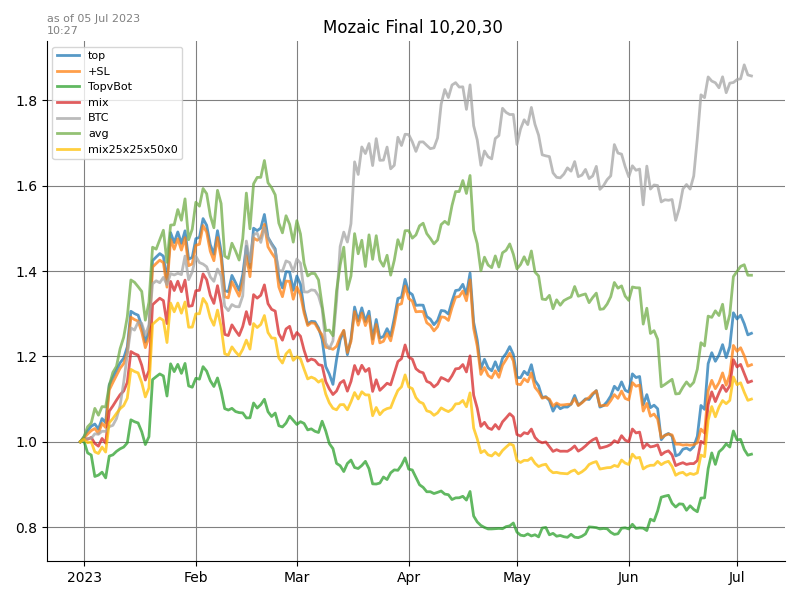 as of 05 Jul 2023
10:27
Mozaic Final 10,20,30
top
+SL
TopvBot
mix
BTC
avg
mix25x25x50x0
1.8
1.6
1.4
1.2
1.0
0.8
2023 Feb Mar Apr May Jun Jul